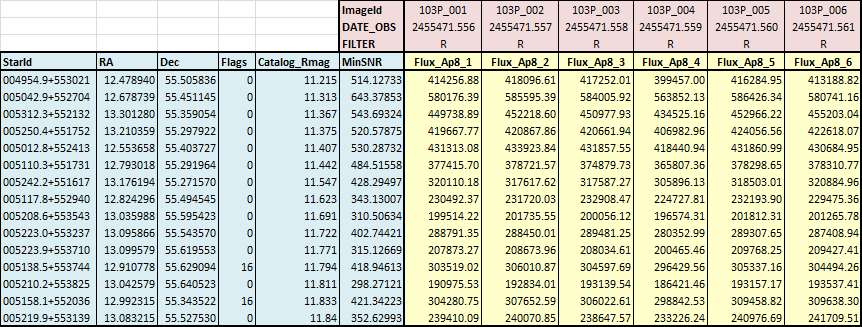 ImageId 103P_001 103P_002 103P_003 103P_004 103P_005 103P_006
DATE_OBS 2455471.556 2455471.557 2455471.558 2455471.559 2455471.560 2455471.561
FILTER R R R R R R
StarId RA Dec Flags Catalog_Rmag MinSNR Flux_Ap8_1 Flux_Ap8_2 Flux_Ap8_3 Flux_Ap8_4 Flux_Ap8_5 Flux_Ap8_6
004954.9+553021 12.478940 55.505836 0 11.215 514.12733 414256.88 418096.61 417252.01 399457.00 416284.95 413188.82
005042.9+552704 12.678739 55.451145 0 11.313 643.37853 580176.39 585595.39 584005.92 563852.13 586426.34 580741.16
005312.3+552132 13.301280 55.359054 0 11.367 543.69324 449738.89 452218.60 450977.93 434525.16 452966.22 455203.04
005250.4+551752 13.210359 55.297922 0 11.375 520.57875 419667.77 420867.86 420661.94 406982.96 424056.56 422618.07
005012.8+552413 12.553658 55.403727 0 11.407 530.28732 431313.08 433923.84 431857.55 418440.94 431860.99 430684.95
005110.3+551731 12.793018 55.291964 0 11.442 484.51558 377415.70 378721.57 374879.73 365807.36 378298.65 378310.77
005242.2+551617 13.176194 55.271570 0 11.547 428.29497 320110.18 317617.62 317587.27 305896.13 318503.01 320884.96
005117.8+552940 12.824296 55.494545 0 11.623 343.13007 230492.37 231720.03 232908.47 224727.81 232193.90 229475.36
005208.6+553543 13.035988 55.595423 0 11.691 310.50634 199514.22 201735.55 200056.12 196574.31 201812.31 201265.78
005223.0+553237 13.095866 55.543570 0 11.722 402.74421 288791.35 288450.01 289481.25 280352.99 289307.65 287408.94
005223.9+553710 13.099579 55.619553 0 11.771 315.12669 207873.27 208673.96 208034.61 200465.46 209768.25 209427.41
005138.5+553744 12.910778 55.629094 16 11.794 418.94613 303519.02 306010.87 304597.69 296429.56 305337.16 304494.26
005210.2+553825 13.042579 55.640523 0 11.811 298.27121 190975.53 192834.01 193139.54 186421.46 193157.17 193537.41
005158.1+552036 12.992315 55.343522 16 11.833 421.34223 304280.75 307652.59 306022.61 298842.53 309458.82 309638.30
005219.9+553139 13.083215 55.527530 0 11.84 352.62993 239410.09 240070.85 238647.57 233226.24 240976.69 241709.51